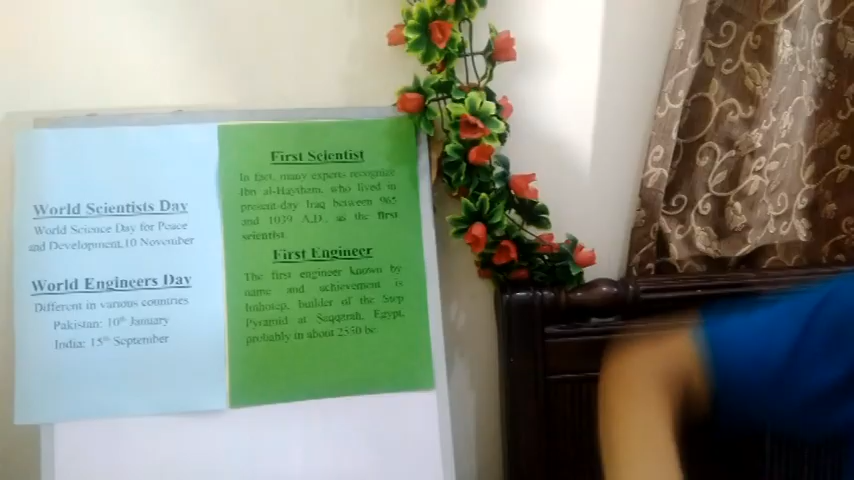 World Scientists Day
World Science Day for Peace
and Development,10 November
World Engineers Day
Different in various countries
Pakistan: 10th January
India: 15th September
First Scientist
In fact, many experts recognize
Ibn al-Haytham, who lived in
present-day Iraq between 965
and 1039 A.D., as the first
scientist.
First Engineer
The first engineer known by
name and achievement is
Imhotep, builder of the Step
Pyramid at Saqqarah, Egypt,
probably in about 2550 bc.